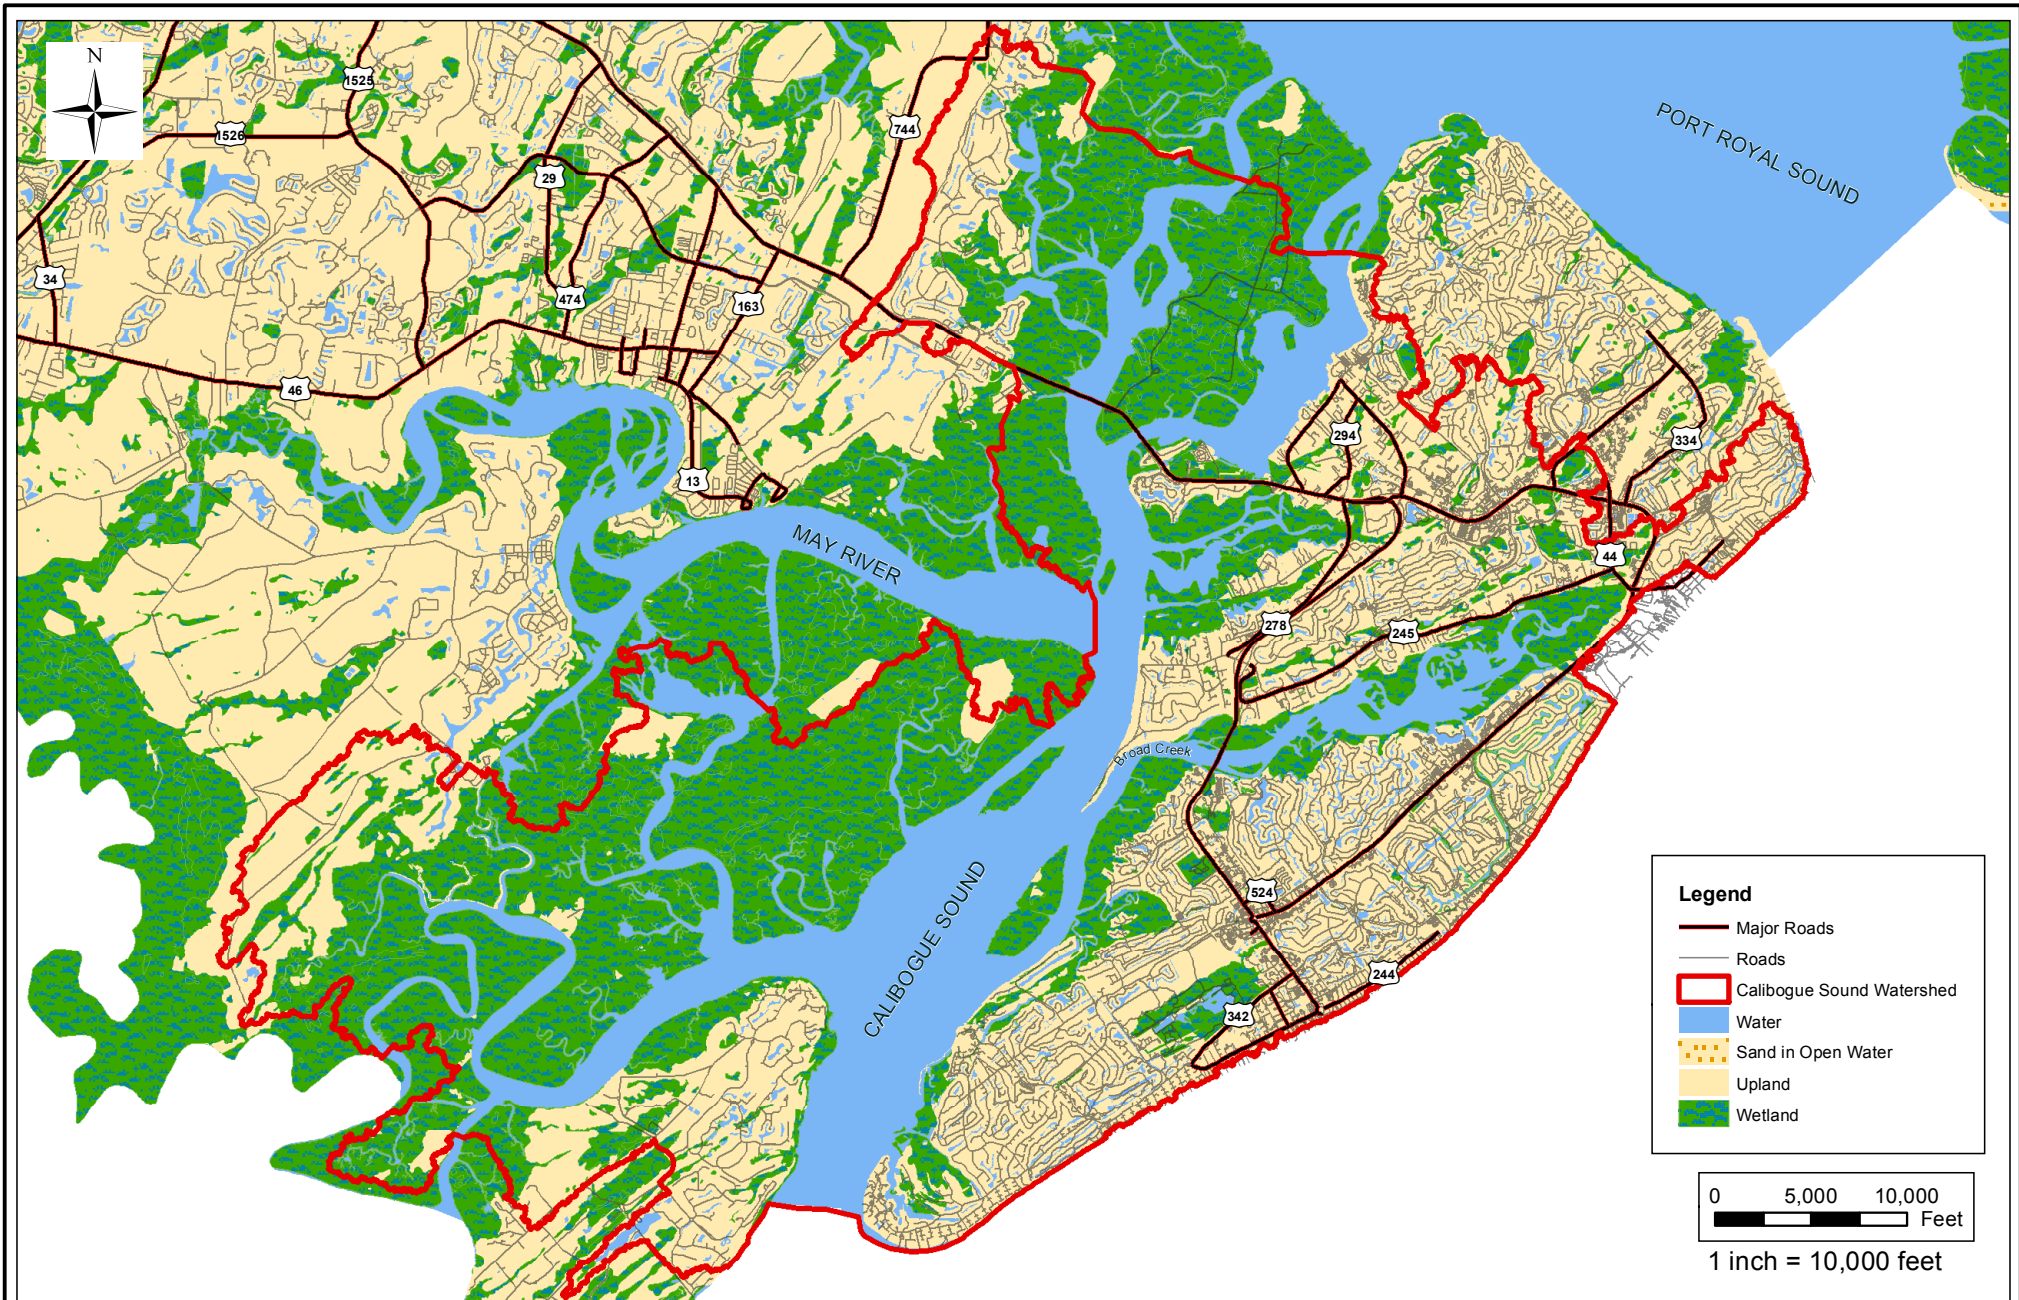 N
1525
1526
744
PORT ROYAL SOUND
29
34
474
163
46
294
334
13
MAY RIVER
44
278
245
Broad Creek
524
CALIBOGUE SOUND
244
342
Legend
Major Roads
Roads
Calibogue Sound Watershed
Water
Sand in Open Water
Upland
Wetland
0 5,000 10,000
Feet
1 inch = 10,000 feet